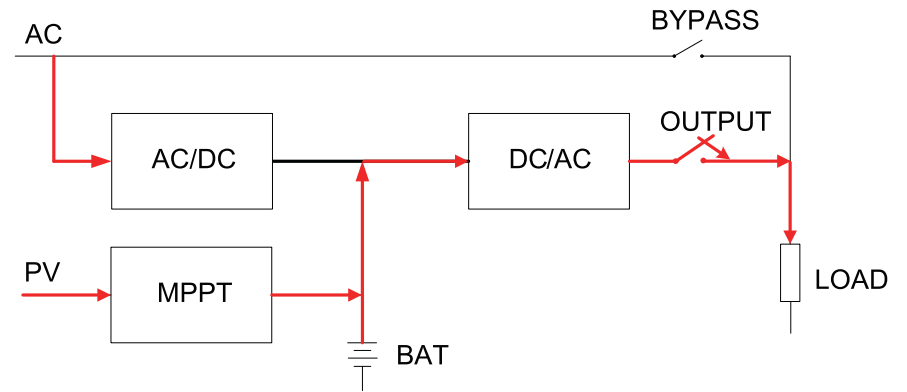 AC
BYPASS
OUTPUT
AC/DC
DC/AC
PV
MPPT
LOAD
BAT